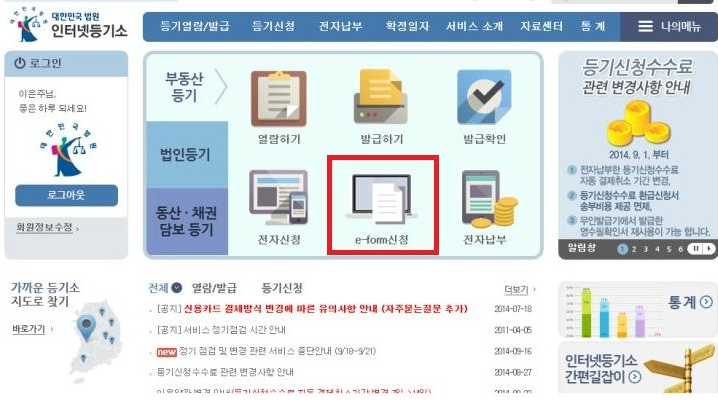 대한민국 법원
인터넷등기소
등기열람/발급 등기신청 전자납부 확정일자 서비스 소개 자료센터 통 계 나의메뉴
로그인
이은주님,
좋은 하루 되세요!
로그아웃
회원정보수정
부동산
등기
법인등기
동산·채권
담보 등기
열람하기 발급하기 발급확인
전자신청 e-form신청 전자납부
등기신청수수료
관련 변경사항 안내
2014. 9. 1. 부터
1 전자납부한 등기신청수수료
자동 결제취소 기간 변경,
2 등기신청수수료 환급신청서
송부비용 제공 면제,
3 무인발급기에서 발급한
영수필확인서 재사용이 가능 합니다.
알림창 1 2 3 4 5 6
가까운 등기소
지도로 찾기
바로가기
전체 열람/발급 등기신청 더보기
[공지] 신용카드 결제방식 변경에 따른 유의사항 안내 (자주묻는질문 추가) 2014-07-18
[공지] 서비스 정기점검 시간 안내 2011-04-05
new 정기 점검 및 변경 관련 서비스 중단안내 (9/18~9/21) 2014-09-16
등기신청수수료 관련 변경사항 안내 2014-08-27
통계
인터넷등기소
간편길잡이